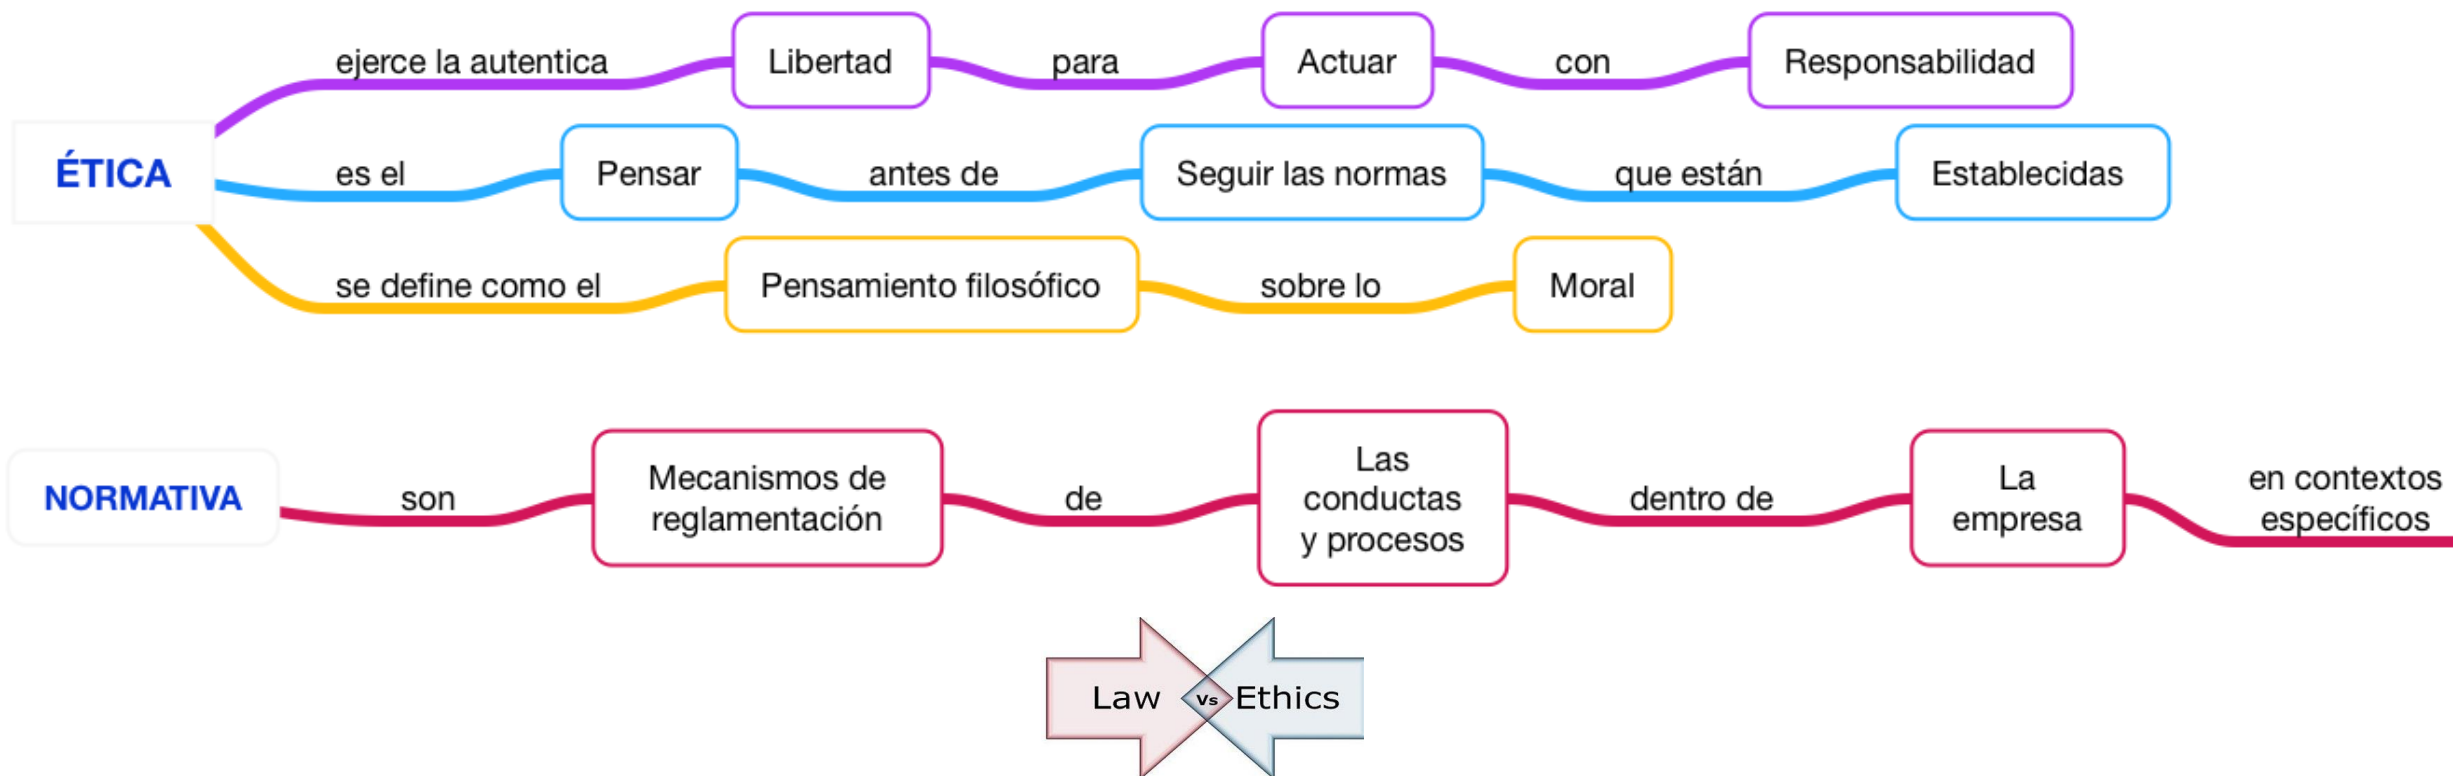 ejerce la autentica
Libertad
para
Actuar
con
Responsabilidad
ÉTICA
es el
Pensar
antes de
Seguir las normas
que están
Establecidas
se define como el
Pensamiento filosófico
sobre lo
Moral
NORMATIVA
son
Mecanismos de
reglamentación
de
Las
conductas
y procesos
dentro de
La
empresa
en contextos
específicos
Law
vs
Ethics